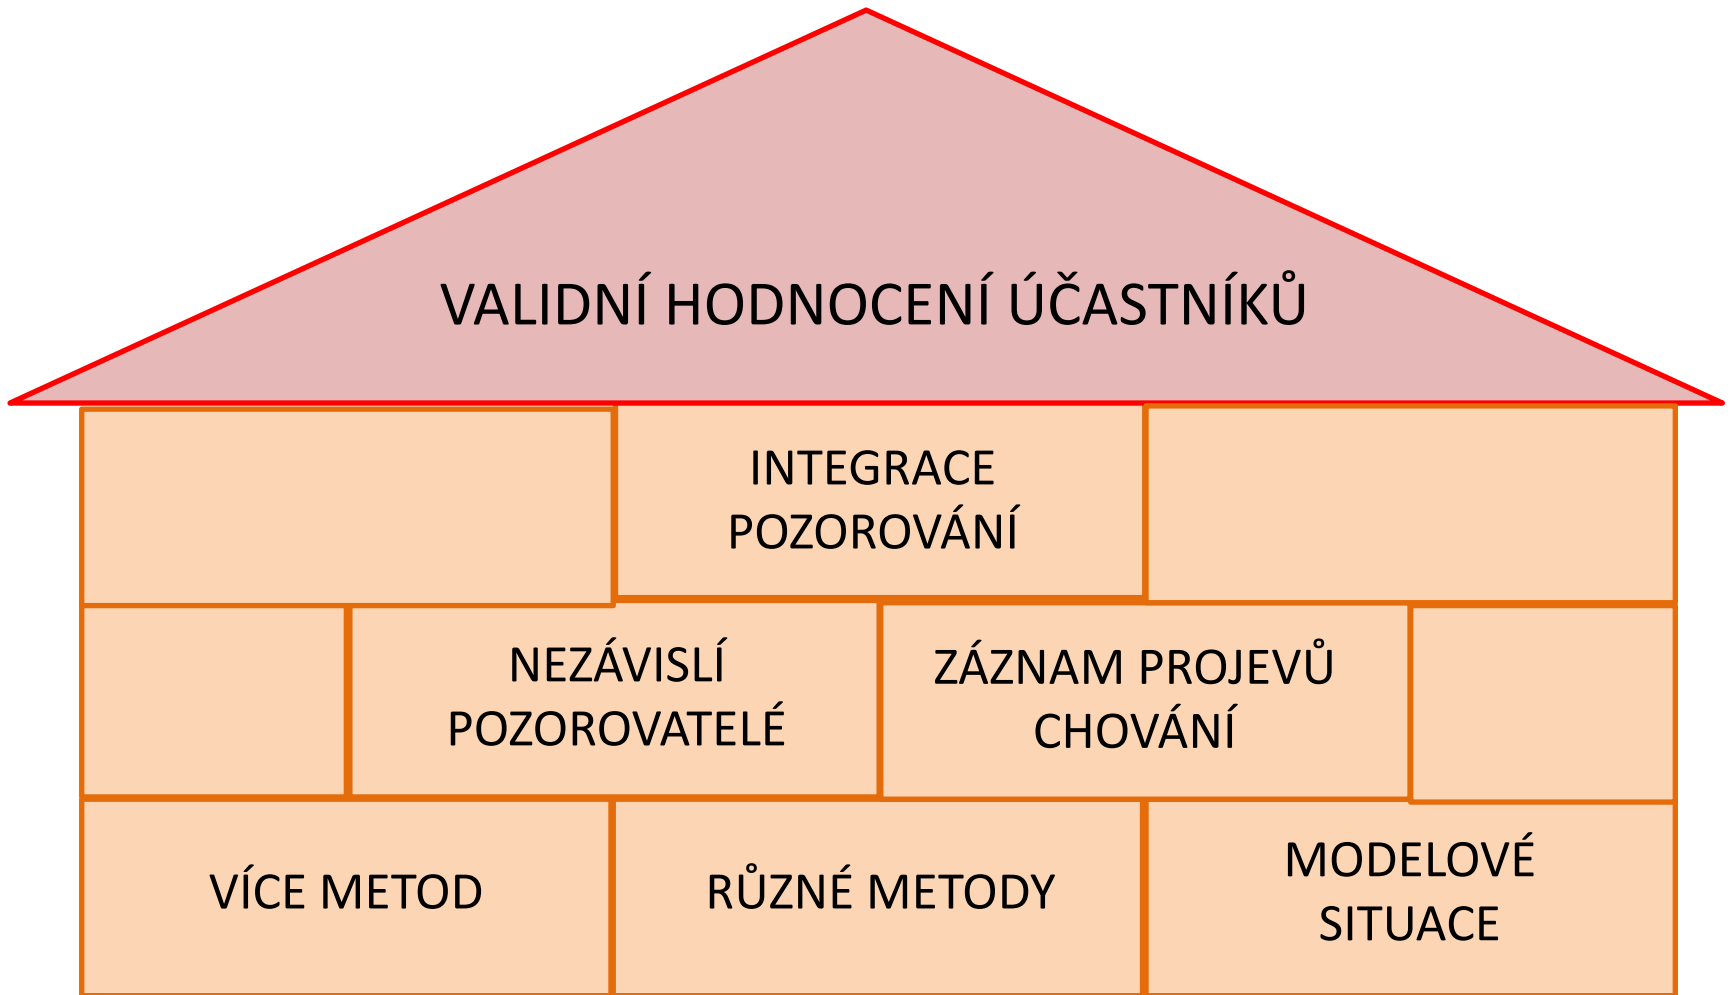 VALIDNÍ HODNOCENÍ ÚČASTNÍKŮ
INTEGRACE
POZOROVÁNÍ
NEZÁVISLÍ
POZOROVATELÉ
ZÁZNAM PROJEVŮ
CHOVÁNÍ
VÍCE METOD
RŮZNÉ METODY
MODELOVÉ
SITUACE